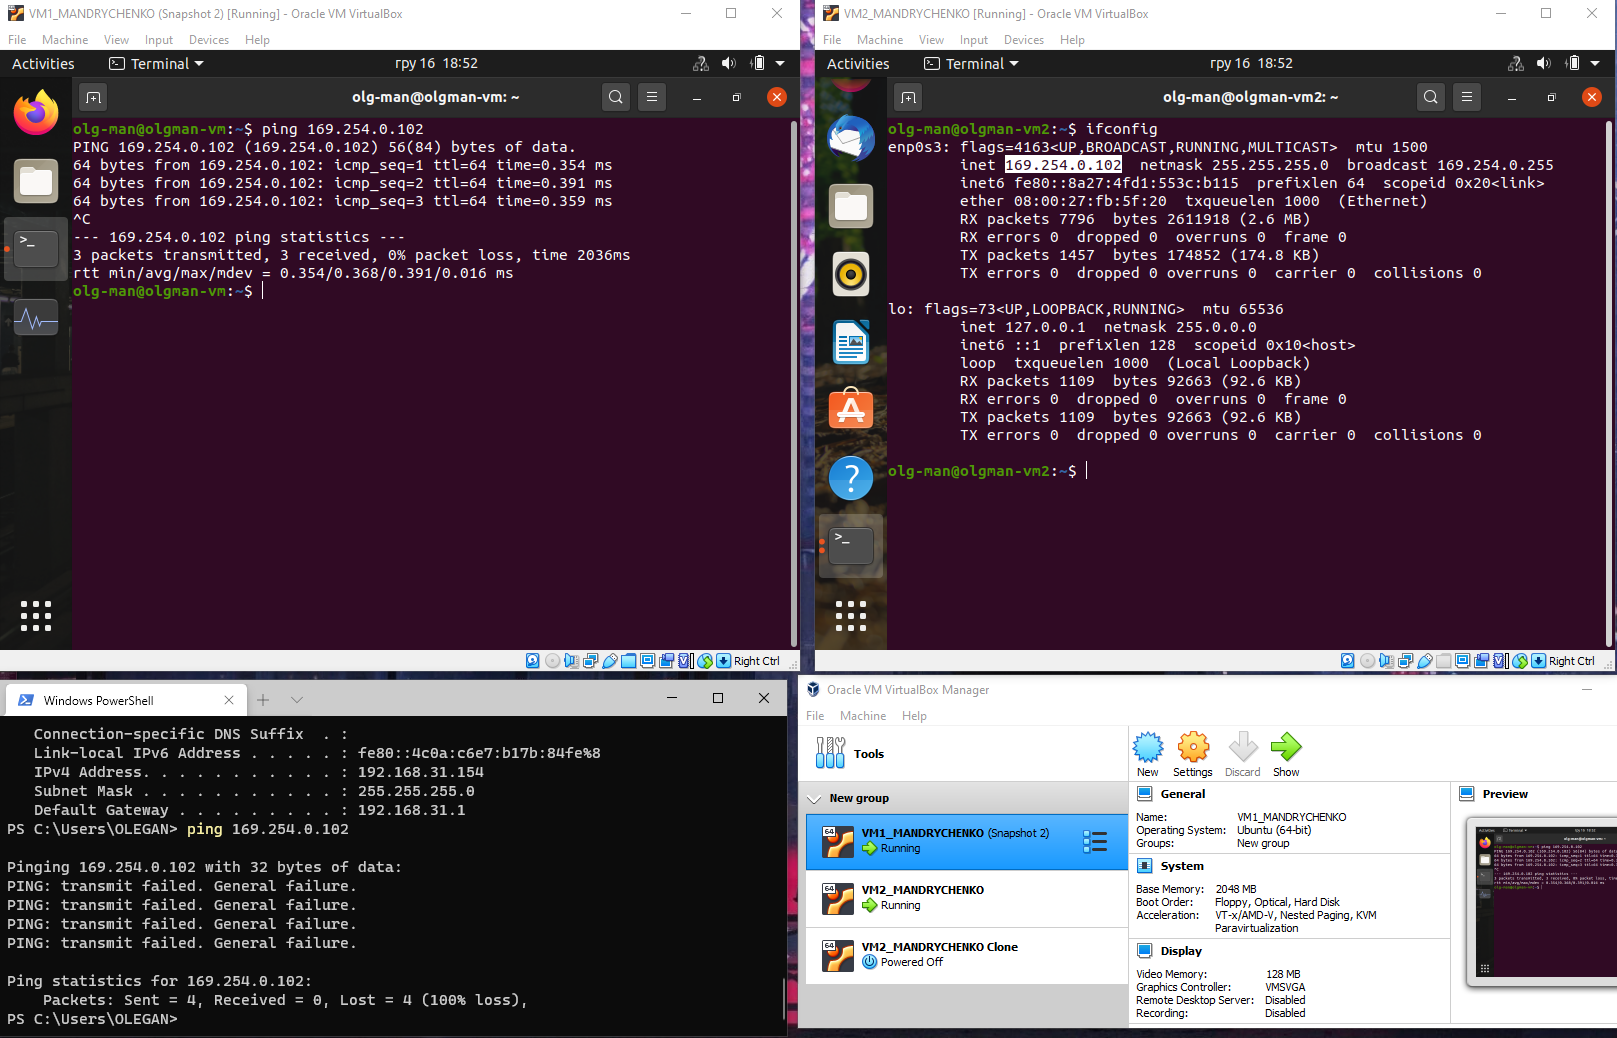 VM1_MANDRYCHENKO (Snapshot 2) [Running] - Oracle VM VirtualBox
File Machine View Input Devices Help
Activities Terminal гру 16 18:52
olg-man@olgman-vm: ~
olg-man@olgman-vm:~$ ping 169.254.0.102
PING 169.254.0.102 (169.254.0.102) 56(84) bytes of data.
64 bytes from 169.254.0.102: icmp_seq=1 ttl=64 time=0.354 ms
64 bytes from 169.254.0.102: icmp_seq=2 ttl=64 time=0.391 ms
64 bytes from 169.254.0.102: icmp_seq=3 ttl=64 time=0.359 ms
^C
--- 169.254.0.102 ping statistics ---
3 packets transmitted, 3 received, 0% packet loss, time 2036ms
rtt min/avg/max/mdev = 0.354/0.368/0.391/0.016 ms
olg-man@olgman-vm:~$
Right Ctrl
VM2_MANDRYCHENKO [Running] - Oracle VM VirtualBox
File Machine View Input Devices Help
Activities Terminal гру 16 18:52
olg-man@olgman-vm2: ~
olg-man@olgman-vm2:~$ ifconfig
enp0s3: flags=4163<UP,BROADCAST,RUNNING,MULTICAST> mtu 1500
inet 169.254.0.102 netmask 255.255.255.0 broadcast 169.254.0.255
inet6 fe80::8a27:4fd1:553c:b115 prefixlen 64 scopeid 0x20<link>
ether 08:00:27:fb:5f:20 txqueuelen 1000 (Ethernet)
RX packets 7796 bytes 2611918 (2.6 MB)
RX errors 0 dropped 0 overruns 0 frame 0
TX packets 1457 bytes 174852 (174.8 KB)
TX errors 0 dropped 0 overruns 0 carrier 0 collisions 0
lo: flags=73<UP,LOOPBACK,RUNNING> mtu 65536
inet 127.0.0.1 netmask 255.0.0.0
inet6 ::1 prefixlen 128 scopeid 0x10<host>
loop txqueuelen 1000 (Local Loopback)
RX packets 1109 bytes 92663 (92.6 KB)
RX errors 0 dropped 0 overruns 0 frame 0
TX packets 1109 bytes 92663 (92.6 KB)
TX errors 0 dropped 0 overruns 0 carrier 0 collisions 0
olg-man@olgman-vm2:~$
Right Ctrl
Windows PowerShell
Connection-specific DNS Suffix . :
Link-local IPv6 Address . . . . . : fe80::4c0a:c6e7:b17b:84fe%8
IPv4 Address. . . . . . . . . . . : 192.168.31.154
Subnet Mask . . . . . . . . . . . : 255.255.255.0
Default Gateway . . . . . . . . . : 192.168.31.1
PS C:\Users\OLEGAN> ping 169.254.0.102
Pinging 169.254.0.102 with 32 bytes of data:
PING: transmit failed. General failure.
PING: transmit failed. General failure.
PING: transmit failed. General failure.
PING: transmit failed. General failure.
Ping statistics for 169.254.0.102:
Packets: Sent = 4, Received = 0, Lost = 4 (100% loss),
PS C:\Users\OLEGAN>
Oracle VM VirtualBox Manager
File Machine Help
Tools
New Settings Discard Show
New group
64 VM1_MANDRYCHENKO (Snapshot 2)
Running
64 VM2_MANDRYCHENKO
Running
64 VM2_MANDRYCHENKO Clone
Powered Off
General
Name: VM1_MANDRYCHENKO
Operating System: Ubuntu (64-bit)
Groups: New group
System
Base Memory: 2048 MB
Boot Order: Floppy, Optical, Hard Disk
Acceleration: VT-x/AMD-V, Nested Paging, KVM
Paravirtualization
Display
Video Memory: 128 MB
Graphics Controller: VMSVGA
Remote Desktop Server: Disabled
Recording: Disabled
Preview